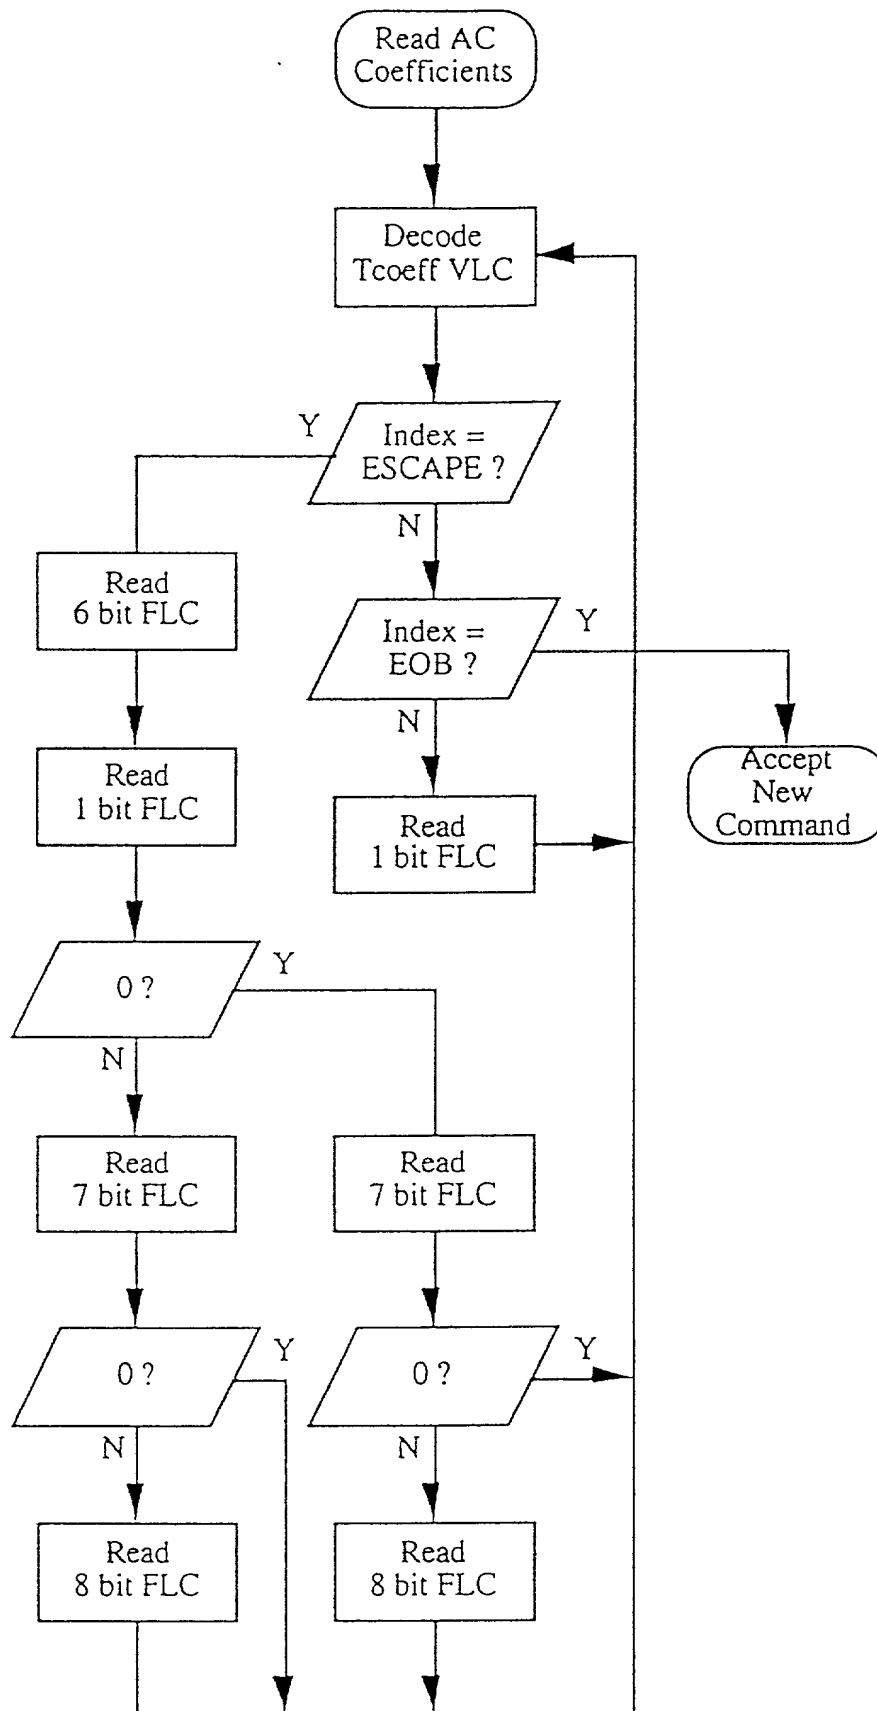 Read AC
Coefficients
Decode
Tcoeff VLC
Y
Index =
ESCAPE ?
N
Read
6 bit FLC
Index =
EOB ?
Y
N
Read
1 bit FLC
Read
1 bit FLC
Accept
New
Command
0 ?
Y
N
Read
7 bit FLC
Read
7 bit FLC
0 ?
Y
0 ?
Y
N
N
Read
8 bit FLC
Read
8 bit FLC